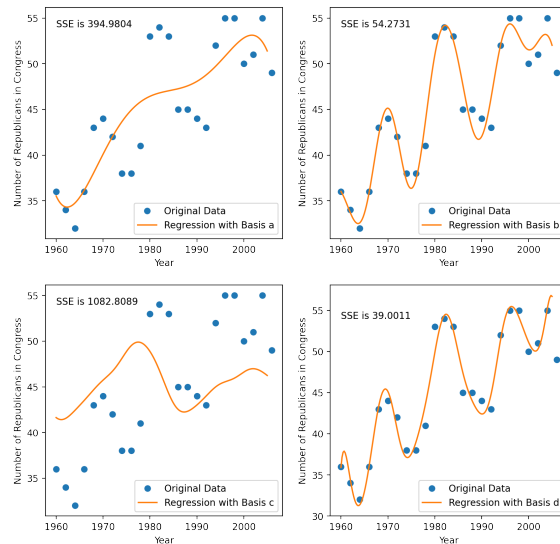 SSE is 394.9804
55
50
45
40
35
Number of Republicans in Congress
Original Data
Regression with Basis a
1960 1970 1980 1990 2000
Year
SSE is 54.2731
55
50
45
40
35
Number of Republicans in Congress
Original Data
Regression with Basis b
1960 1970 1980 1990 2000
Year
SSE is 1082.8089
55
50
45
40
35
Number of Republicans in Congress
Original Data
Regression with Basis c
1960 1970 1980 1990 2000
Year
SSE is 39.0011
55
50
45
40
35
30
Number of Republicans in Congress
Original Data
Regression with Basis d
1960 1970 1980 1990 2000
Year